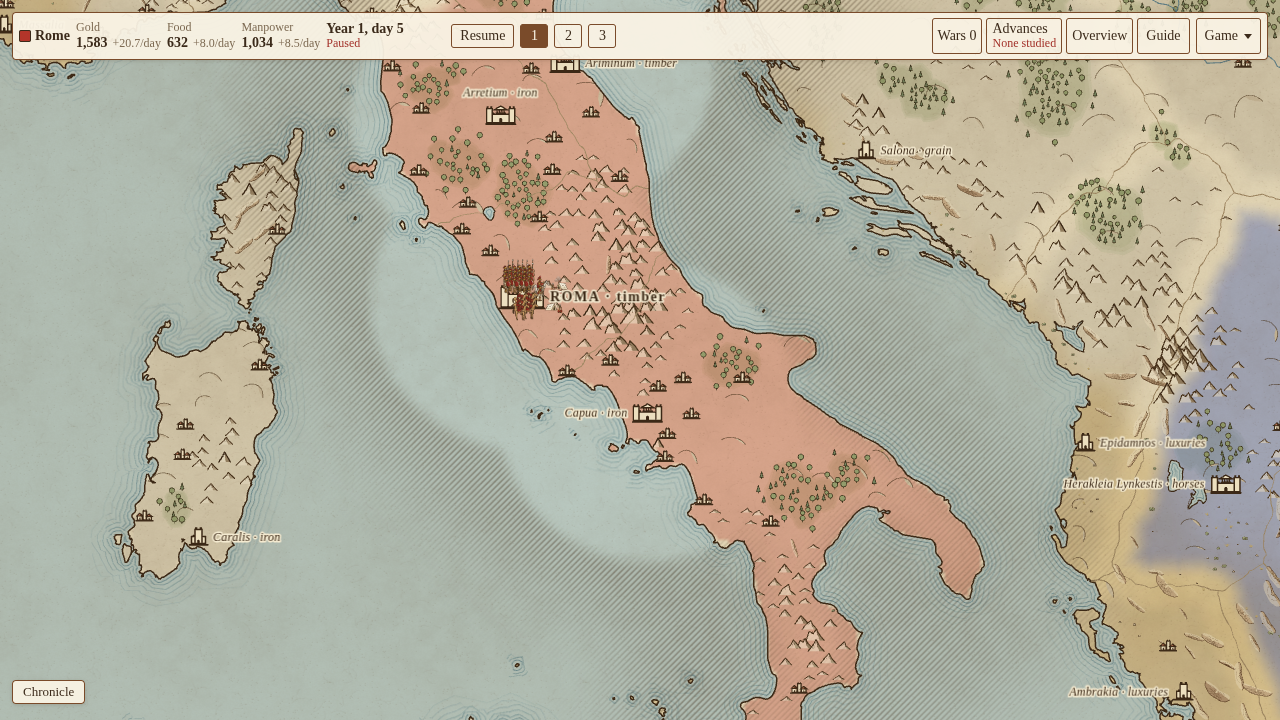 Rome
Gold
1,583 +20.7/day
Food
632 +8.0/day
Manpower
1,034 +8.5/day
Year 1, day 5
Paused
Resume
1
2
3
Wars 0
Advances
None studied
Overview
Guide
Game
Ariminum · timber
Arretium · iron
Salona · grain
ROMA · timber
Capua · iron
Epidamnos · luxuries
Herakleia Lynkestis · horses
Caralis · iron
Ambrakia · luxuries
Chronicle